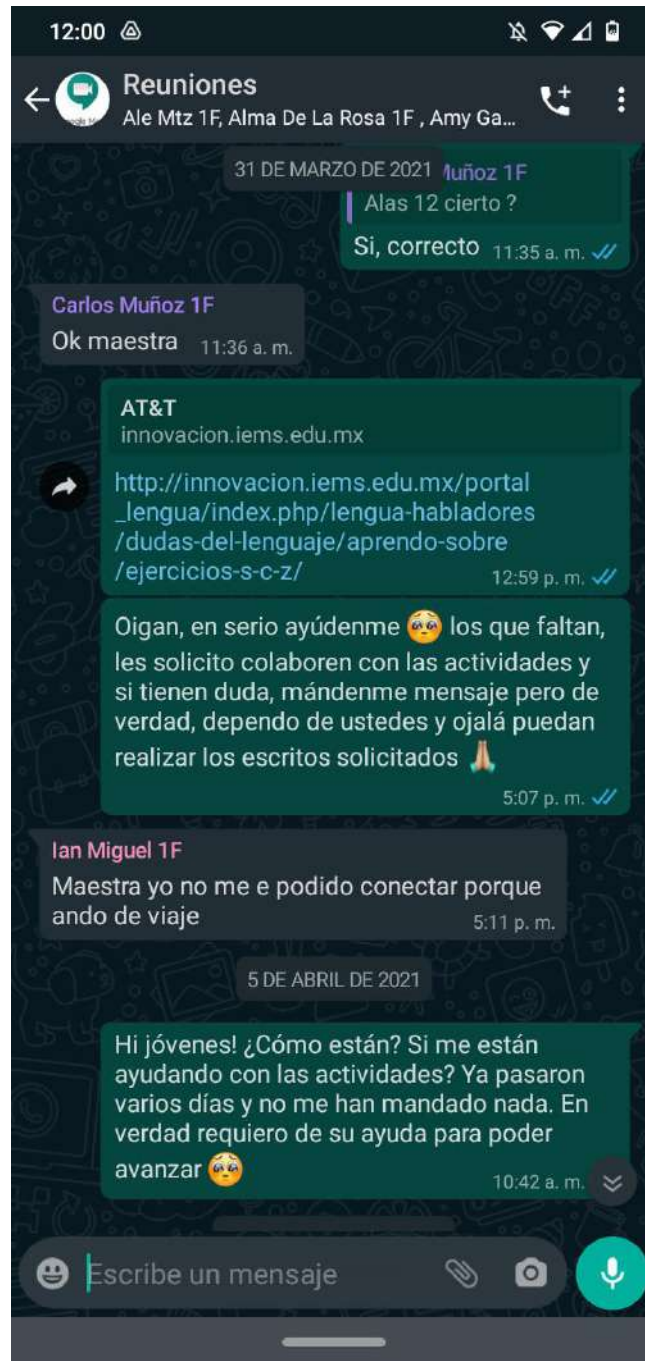 12:00
Reuniones
Ale Mtz 1F, Alma De La Rosa 1F , Amy Ga...
31 DE MARZO DE 2021
Muñoz 1F
Alas 12 cierto ?
Si, correcto 11:35 a. m.
Carlos Muñoz 1F
Ok maestra 11:36 a. m.
AT&T
innovacion.iems.edu.mx
http://innovacion.iems.edu.mx/portal
_lengua/index.php/lengua-habladores
/dudas-del-lenguaje/aprendo-sobre
/ejercicios-s-c-z/ 12:59 p. m.
Oigan, en serio ayúdenme 🥺 los que faltan,
les solicito colaboren con las actividades y
si tienen duda, mándenme mensaje pero de
verdad, dependo de ustedes y ojalá puedan
realizar los escritos solicitados 🙏🏼
5:07 p. m.
Ian Miguel 1F
Maestra yo no me e podido conectar porque
ando de viaje 5:11 p. m.
5 DE ABRIL DE 2021
Hi jóvenes! ¿Cómo están? Si me están
ayudando con las actividades? Ya pasaron
varios días y no me han mandado nada. En
verdad requiero de su ayuda para poder
avanzar 🥺 10:42 a. m.
Escribe un mensaje